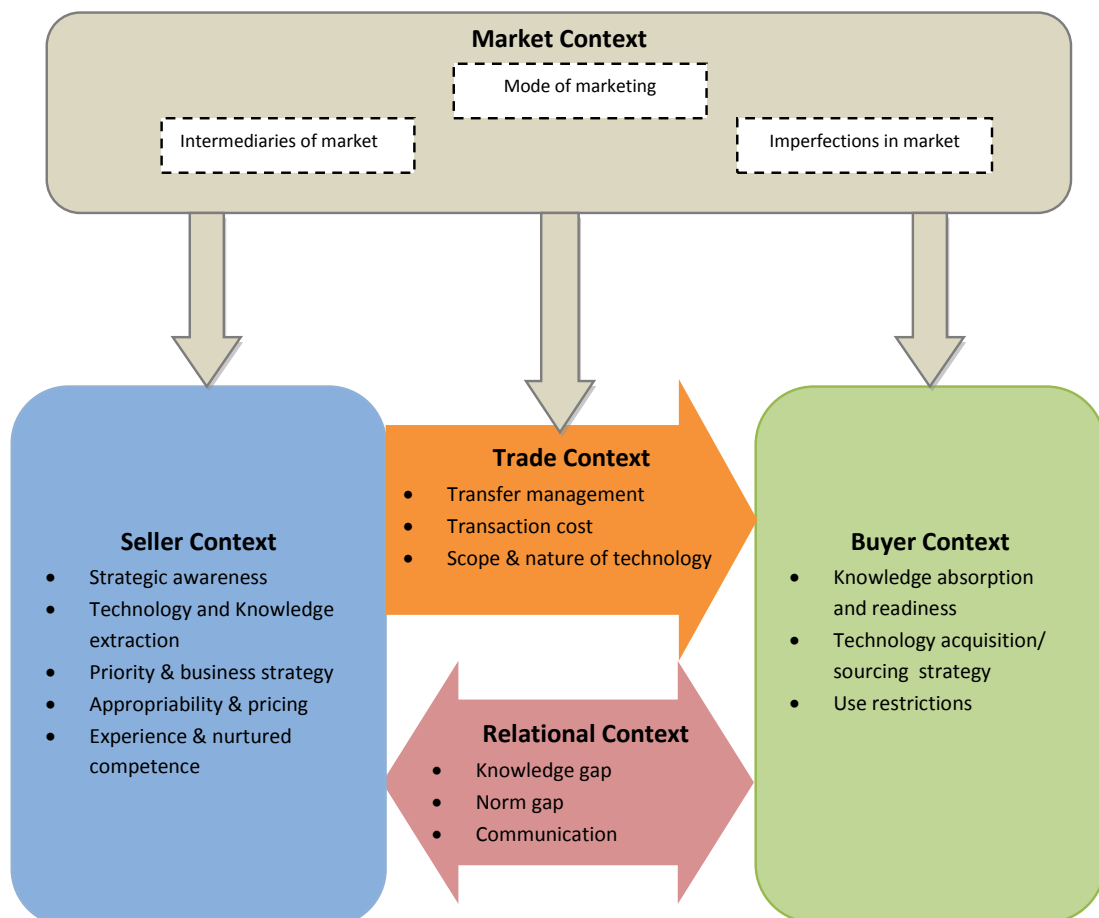 Market Context
Mode of marketing
Intermediaries of market
Imperfections in market
Trade Context
• Transfer management
• Transaction cost
• Scope & nature of technology
Seller Context
• Strategic awareness
• Technology and Knowledge
extraction
• Priority & business strategy
• Appropriability & pricing
• Experience & nurtured
competence
Buyer Context
• Knowledge absorption
and readiness
• Technology acquisition/
sourcing strategy
• Use restrictions
Relational Context
• Knowledge gap
• Norm gap
• Communication